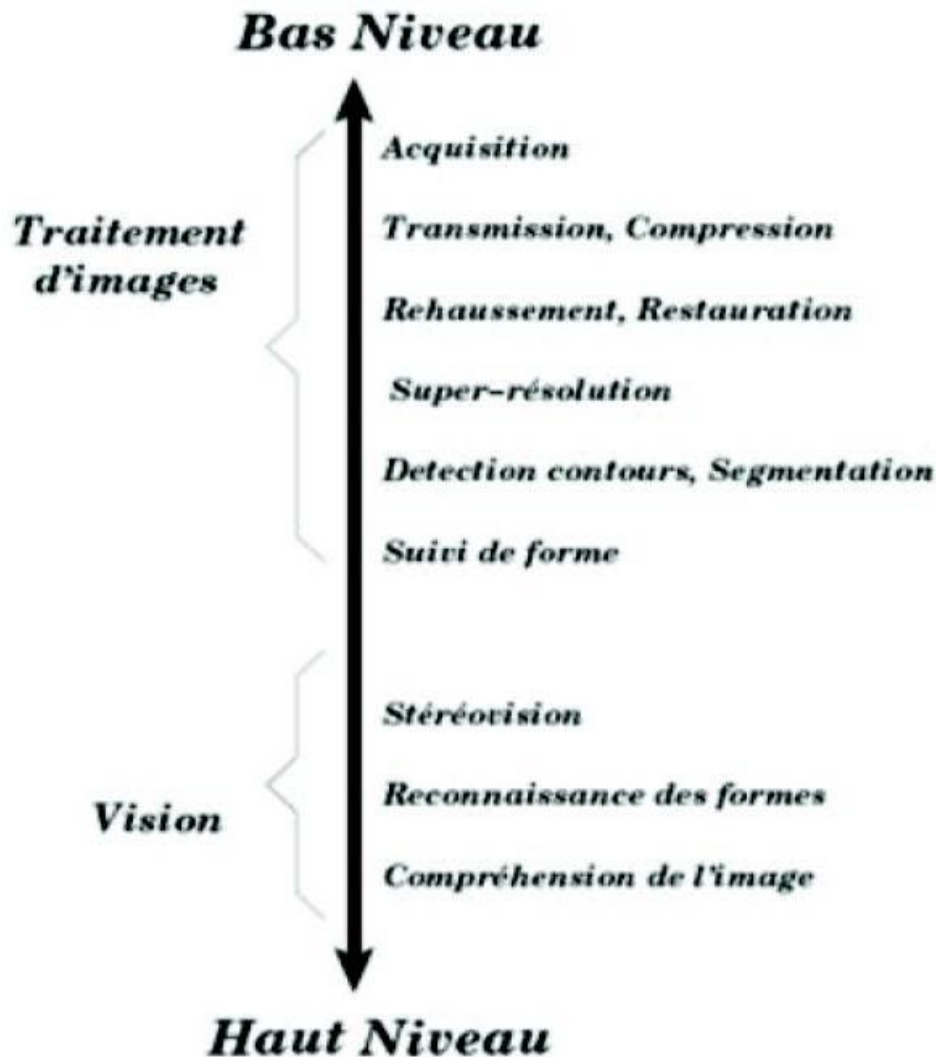 Bas Niveau
Acquisition
Traitement
d'images
Transmission, Compression
Rehaussement, Restauration
Super-résolution
Detection contours, Segmentation
Suivi de forme
Stéréovision
Vision
Reconnaissance des formes
Compréhension de l'image
Haut Niveau